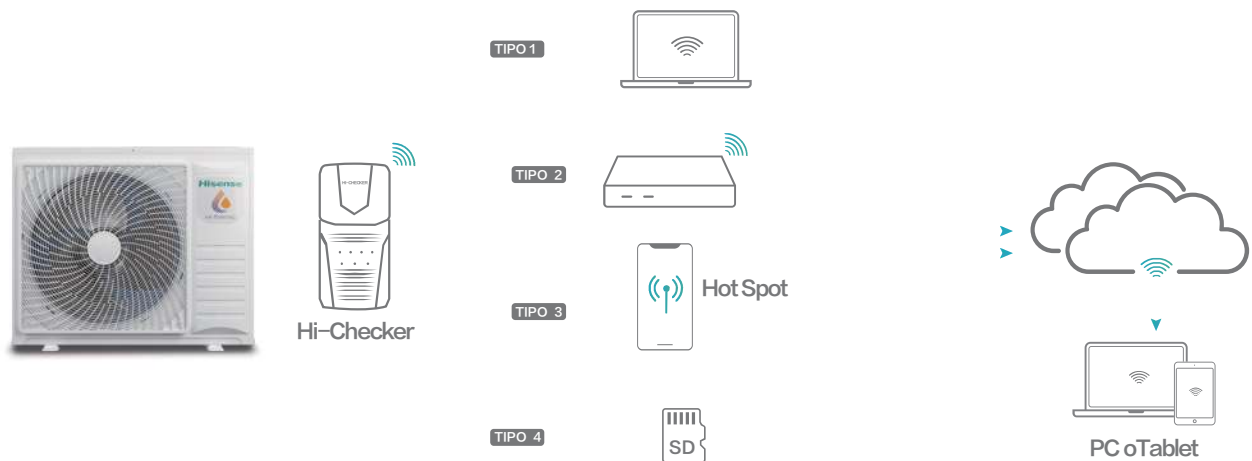 TIPO 1
TIPO 2
Hisense
HI-CHECKER
Hot Spot
TIPO 3
Hi-Checker
TIPO 4
SD
PC oTablet